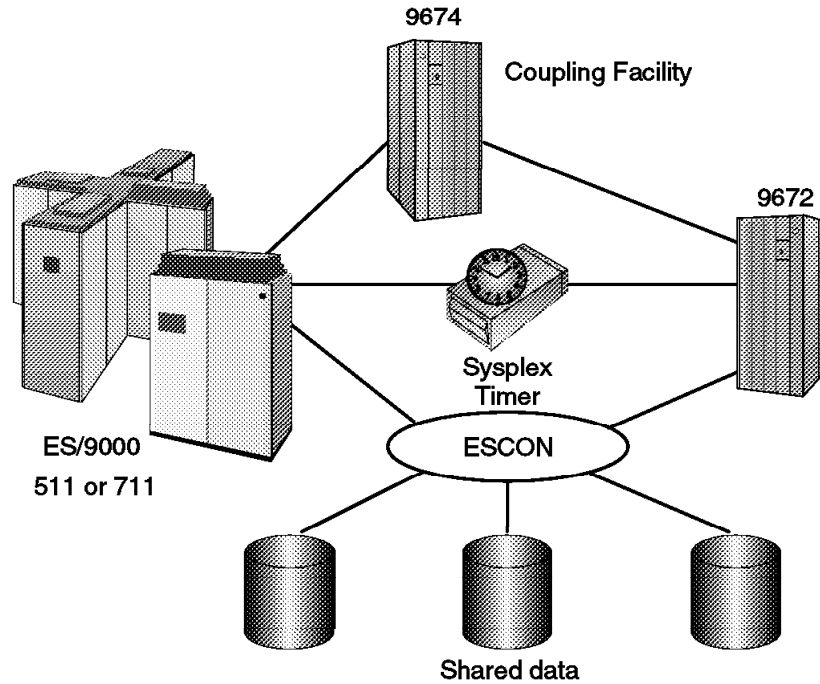 9674
Coupling Facility
9672
Sysplex
Timer
ES/9000
511 or 711
ESCON
Shared data